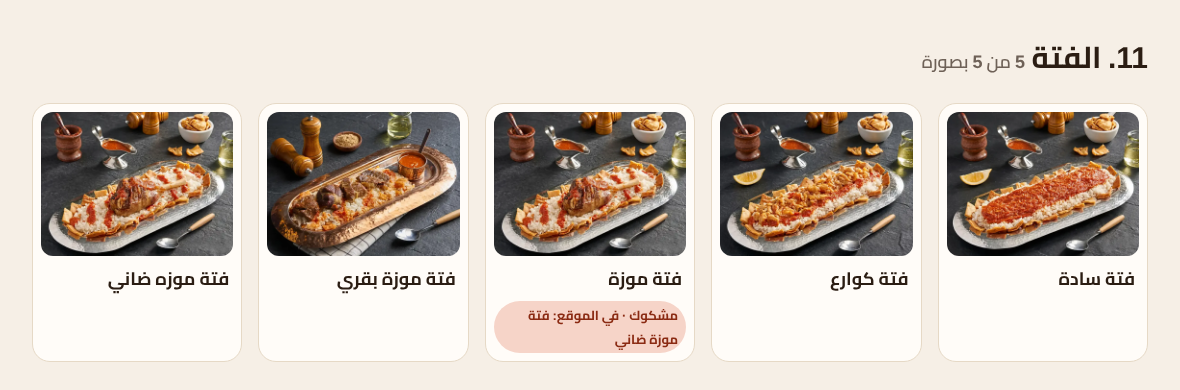 11. الفتة 5 من 5 بصورة
فتة سادة
فتة كوارع
فتة موزة
مشكوك · في الموقع: فتة
موزة ضاني
فتة موزة بقري
فتة موزه ضاني